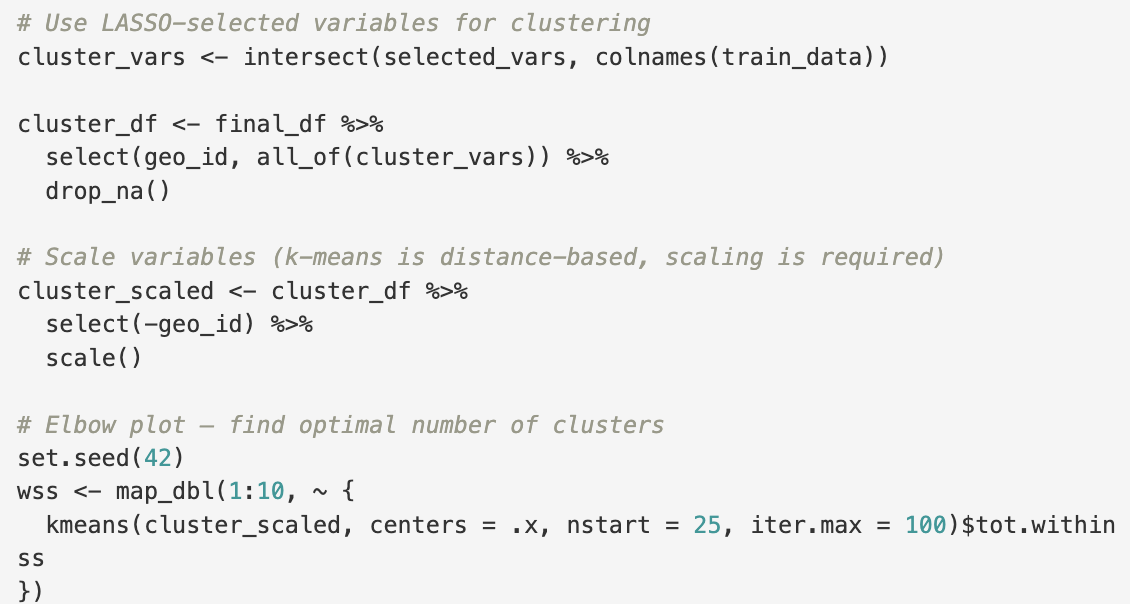 # Use LASSO-selected variables for clustering
cluster_vars <- intersect(selected_vars, colnames(train_data))

cluster_df <- final_df %>%
  select(geo_id, all_of(cluster_vars)) %>%
  drop_na()

# Scale variables (k-means is distance-based, scaling is required)
cluster_scaled <- cluster_df %>%
  select(-geo_id) %>%
  scale()

# Elbow plot — find optimal number of clusters
set.seed(42)
wss <- map_dbl(1:10, ~ {
  kmeans(cluster_scaled, centers = .x, nstart = 25, iter.max = 100)$tot.within
ss
})